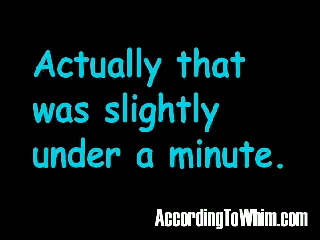 Actually that
was slightly
under a minute.
AccordingToWhim.com